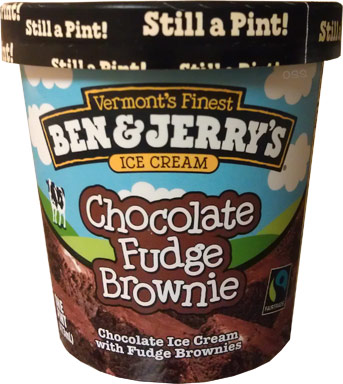 Still a Pint! Still a Pint! Still
a Pint! Still a Pint! Still a
Vermont's Finest
BEN & JERRY'S
ICE CREAM
Chocolate
Fudge
Brownie
FAIRTRADE
Chocolate Ice Cream
with Fudge Brownies